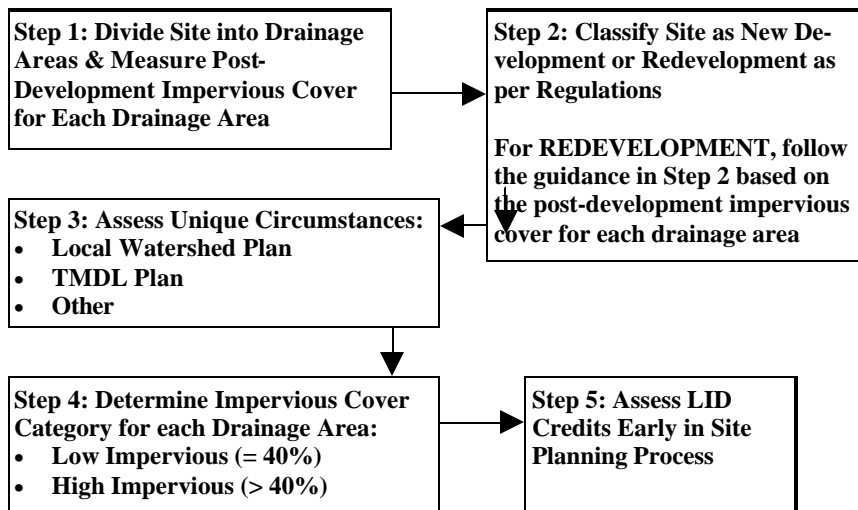 Step 1: Divide Site into Drainage
Areas & Measure Post-
Development Impervious Cover
for Each Drainage Area
Step 2: Classify Site as New De-
velopment or Redevelopment as
per Regulations
For REDEVELOPMENT, follow
the guidance in Step 2 based on
the post-development impervious
cover for each drainage area
Step 3: Assess Unique Circumstances:
• Local Watershed Plan
• TMDL Plan
• Other
Step 4: Determine Impervious Cover
Category for each Drainage Area:
• Low Impervious (= 40%)
• High Impervious (> 40%)
Step 5: Assess LID
Credits Early in Site
Planning Process